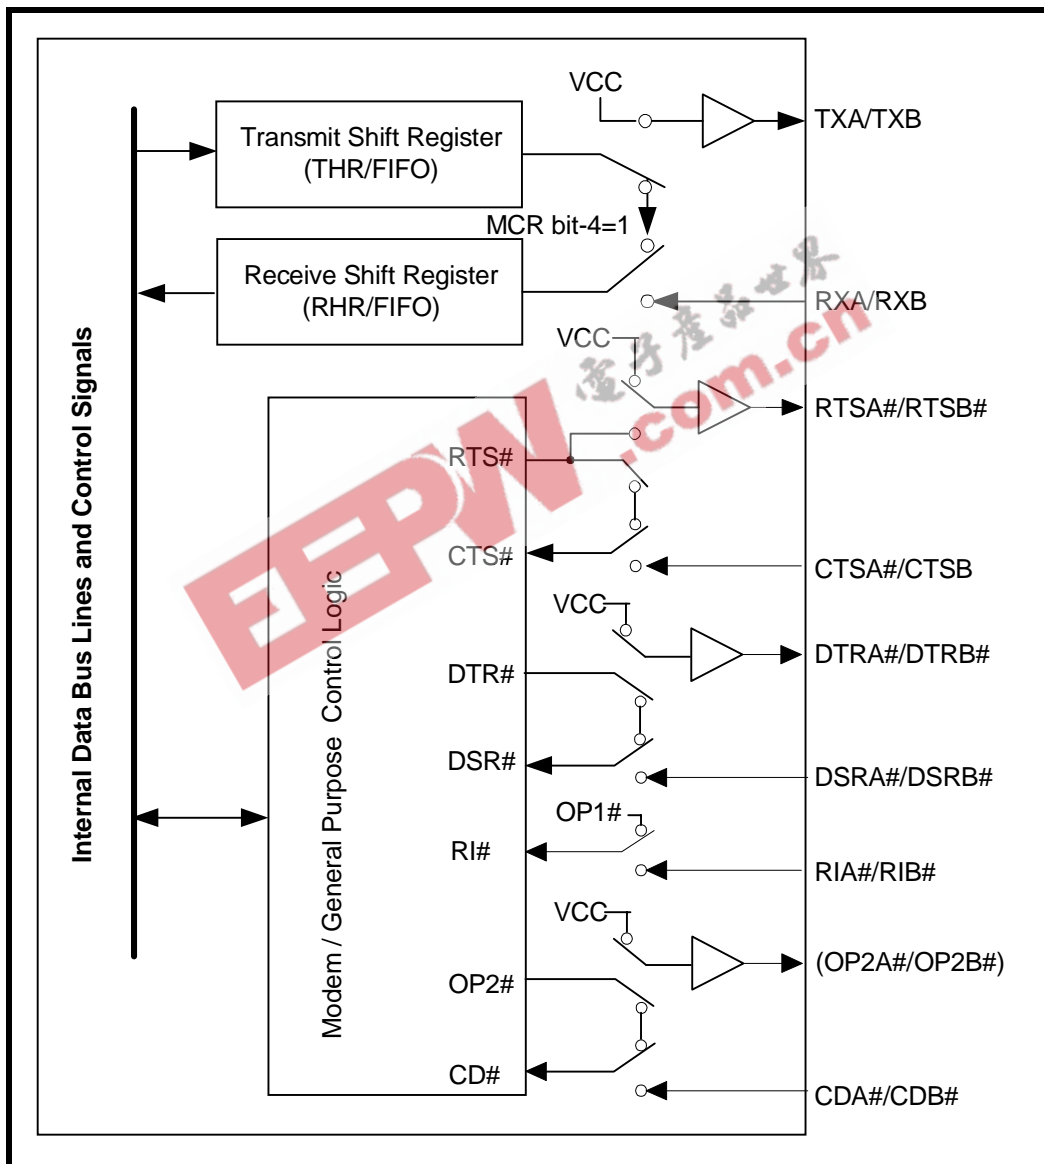 VCC
TXA/TXB
Transmit Shift Register
(THR/FIFO)
MCR bit-4=1
Receive Shift Register
(RHR/FIFO)
RXA/RXB
VCC
電子產品世界
EEPW.com.cn
RTSA#/RTSB#
RTS#
CTS#
CTSA#/CTSB
VCC
DTRA#/DTRB#
DTR#
DSR#
DSRA#/DSRB#
OP1#
RI#
RIA#/RIB#
VCC
(OP2A#/OP2B#)
OP2#
CD#
CDA#/CDB#
Internal Data Bus Lines and Control Signals
Modem / General Purpose Control Logic